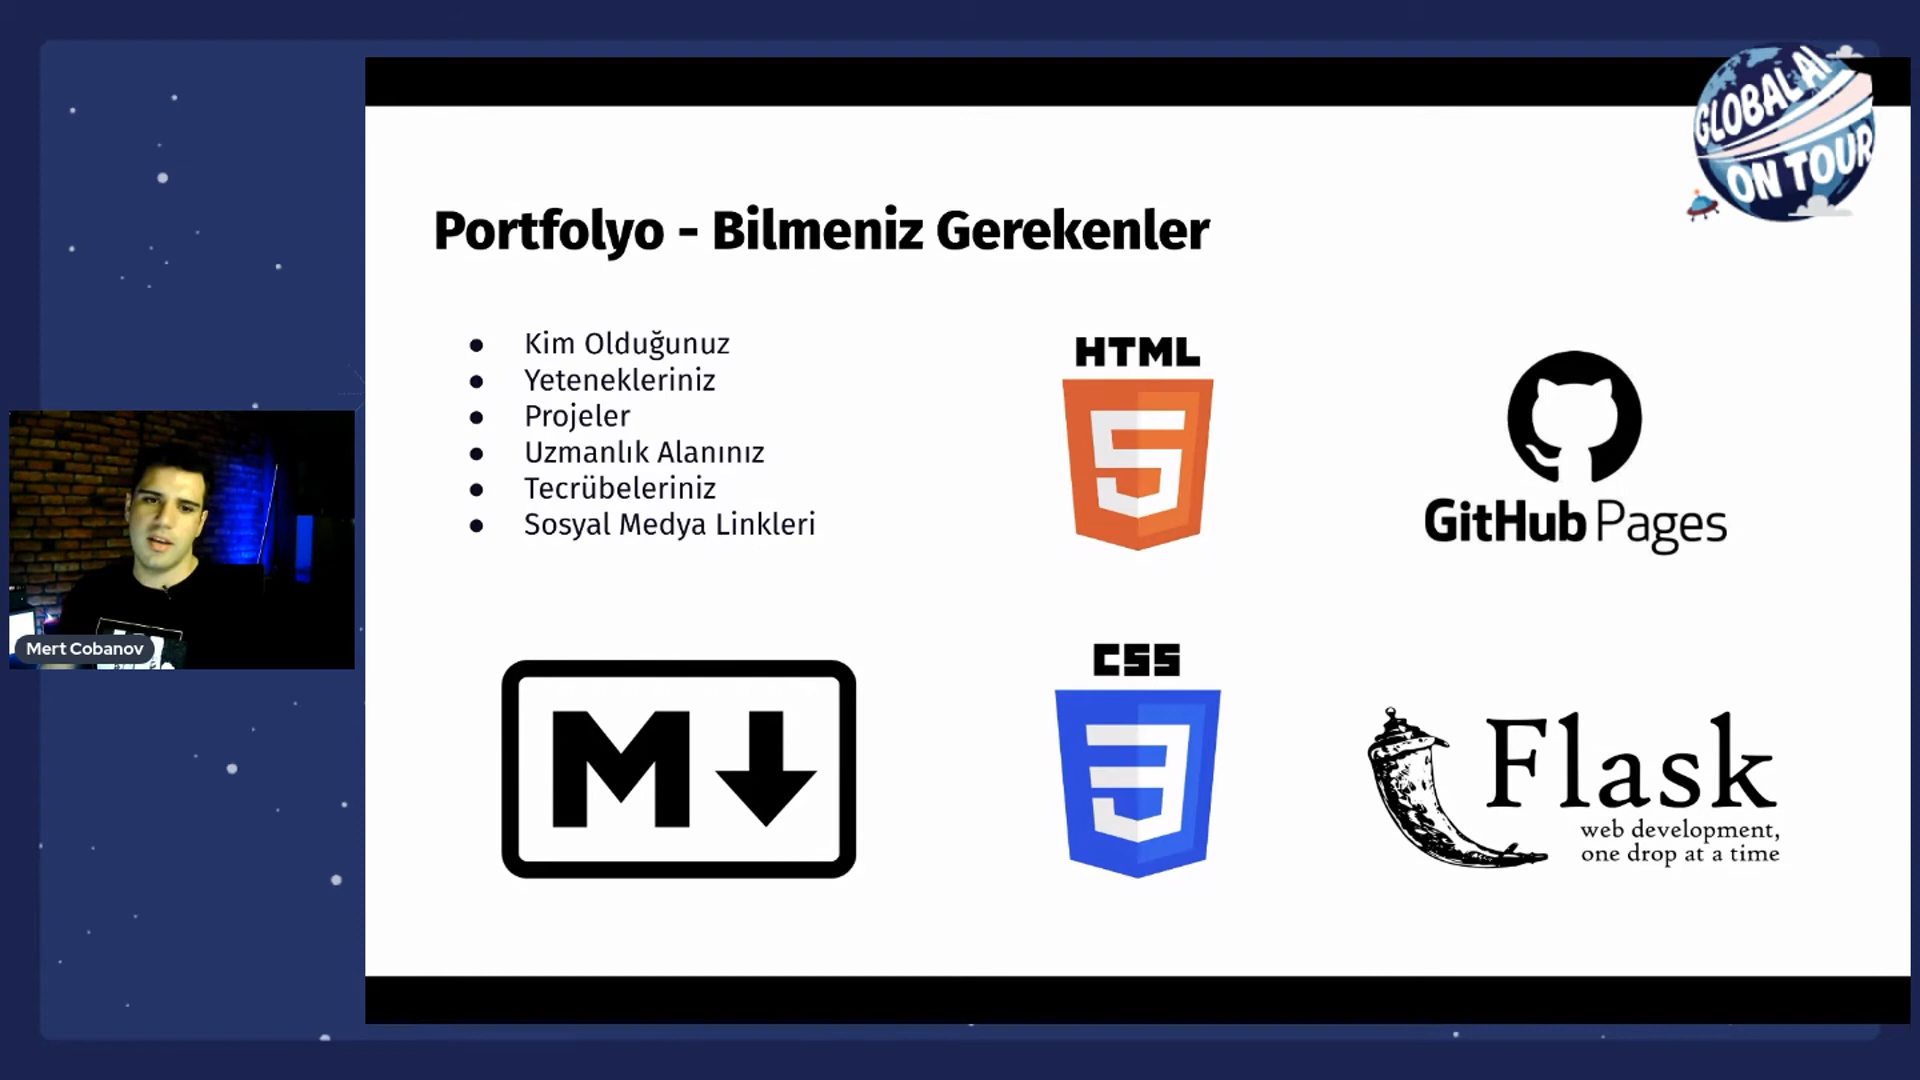 GLOBAL AI
ON TOUR
Portfolyo - Bilmeniz Gerekenler
Kim Olduğunuz
Yetenekleriniz
Projeler
Uzmanlık Alanınız
Tecrübeleriniz
Sosyal Medya Linkleri
HTML
5
GitHub Pages
Mert Cobanov
M
CSS
3
Flask
web development,
one drop at a time